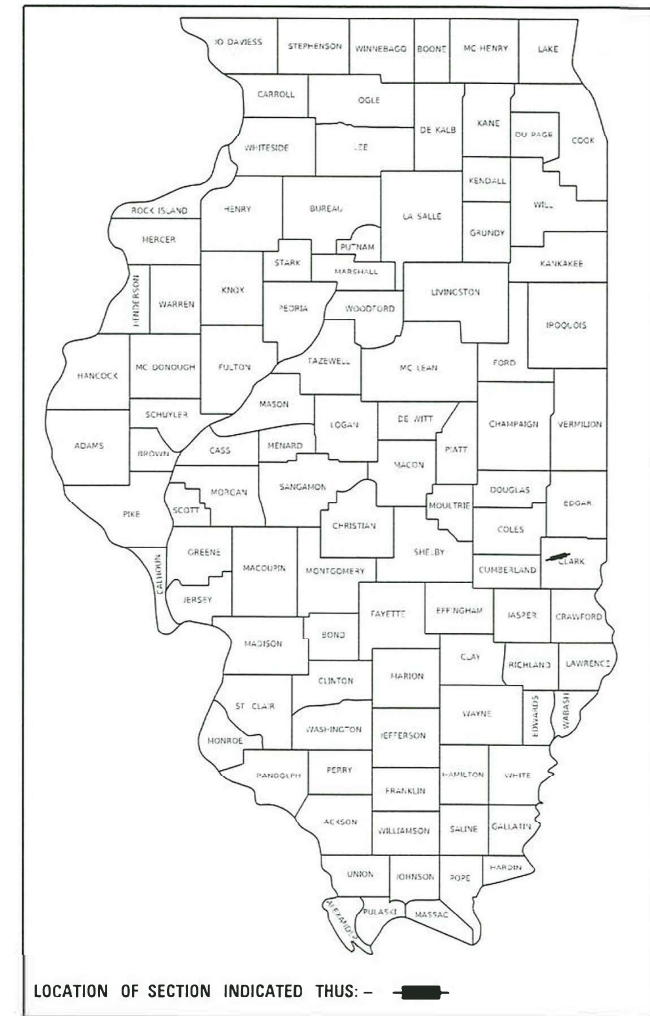 JO DAVIESS STEPHENSON WINNEBAGO BOONE MC HENRY LAKE
CARROLL OGLE
DE KALB KANE DU PAGE COOK
WHITESIDE LEE
KENDALL
ROCK ISLAND HENRY BUREAU LA SALLE WILL
MERCER PUTNAM GRUNDY
STARK MARSHALL KANKAKEE
HENDERSON WARREN KNOX PEORIA WOODFORD LIVINGSTON
IROQUOIS
HANCOCK MC DONOUGH FULTON TAZEWELL MC LEAN FORD
MASON
SCHUYLER LOGAN DE WITT CHAMPAIGN VERMILION
ADAMS BROWN CASS MENARD PIATT
MACON
MORGAN SANGAMON DOUGLAS
PIKE SCOTT MOULTRIE EDGAR
CHRISTIAN COLES
GREENE SHELBY CLARK
CALHOUN MACOUPIN MONTGOMERY CUMBERLAND
JERSEY
FAYETTE EFFINGHAM JASPER CRAWFORD
MADISON BOND
CLAY RICHLAND LAWRENCE
CLINTON MARION
ST CLAIR WAYNE EDWARDS WABASH
MONROE WASHINGTON JEFFERSON
RANDOLPH PERRY HAMILTON WHITE
FRANKLIN
JACKSON WILLIAMSON SALINE GALLATIN
UNION JOHNSON POPE HARDIN
ALEXANDER PULASKI MASSAC
LOCATION OF SECTION INDICATED THUS: –